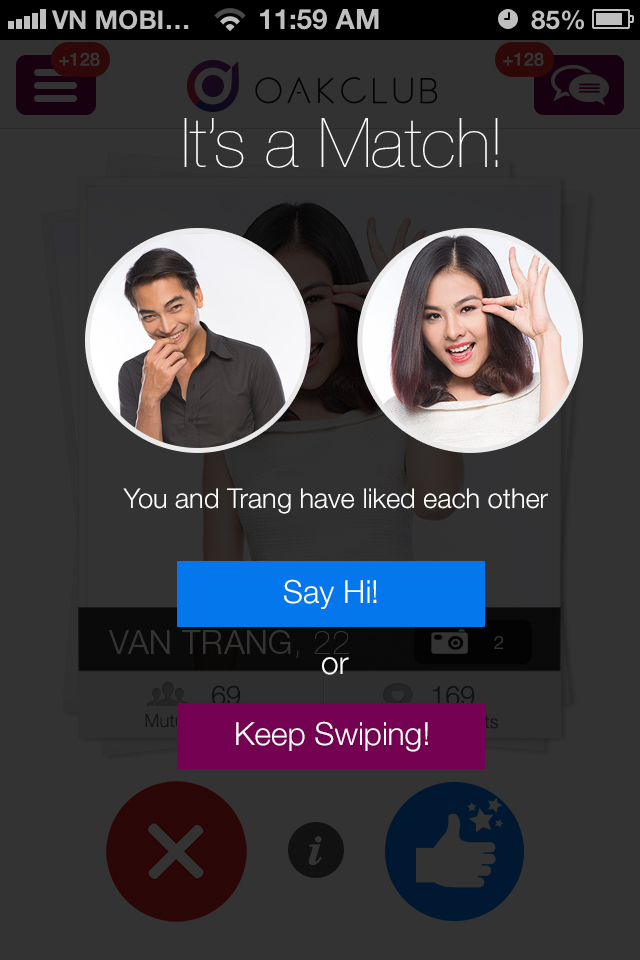 VN MOBI... 11:59 AM 85%
+128 +128
OAKCLUB
It's a Match!
You and Trang have liked each other
Say Hi!
VAN TRANG, 22 2
or
69 169
Keep Swiping!
i